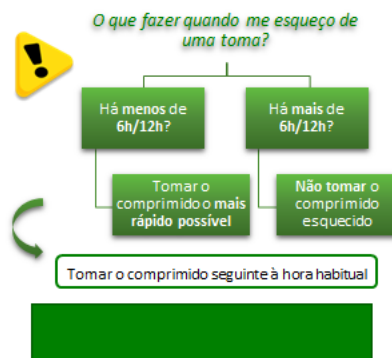 O que fazer quando me esqueço de
uma toma?
Há menos de
6h/12h?
Há mais de
6h/12h?
Tomar o
comprimido o mais
rápido possível
Não tomar o
comprimido
esquecido
Tomar o comprimido seguinte à hora habitual